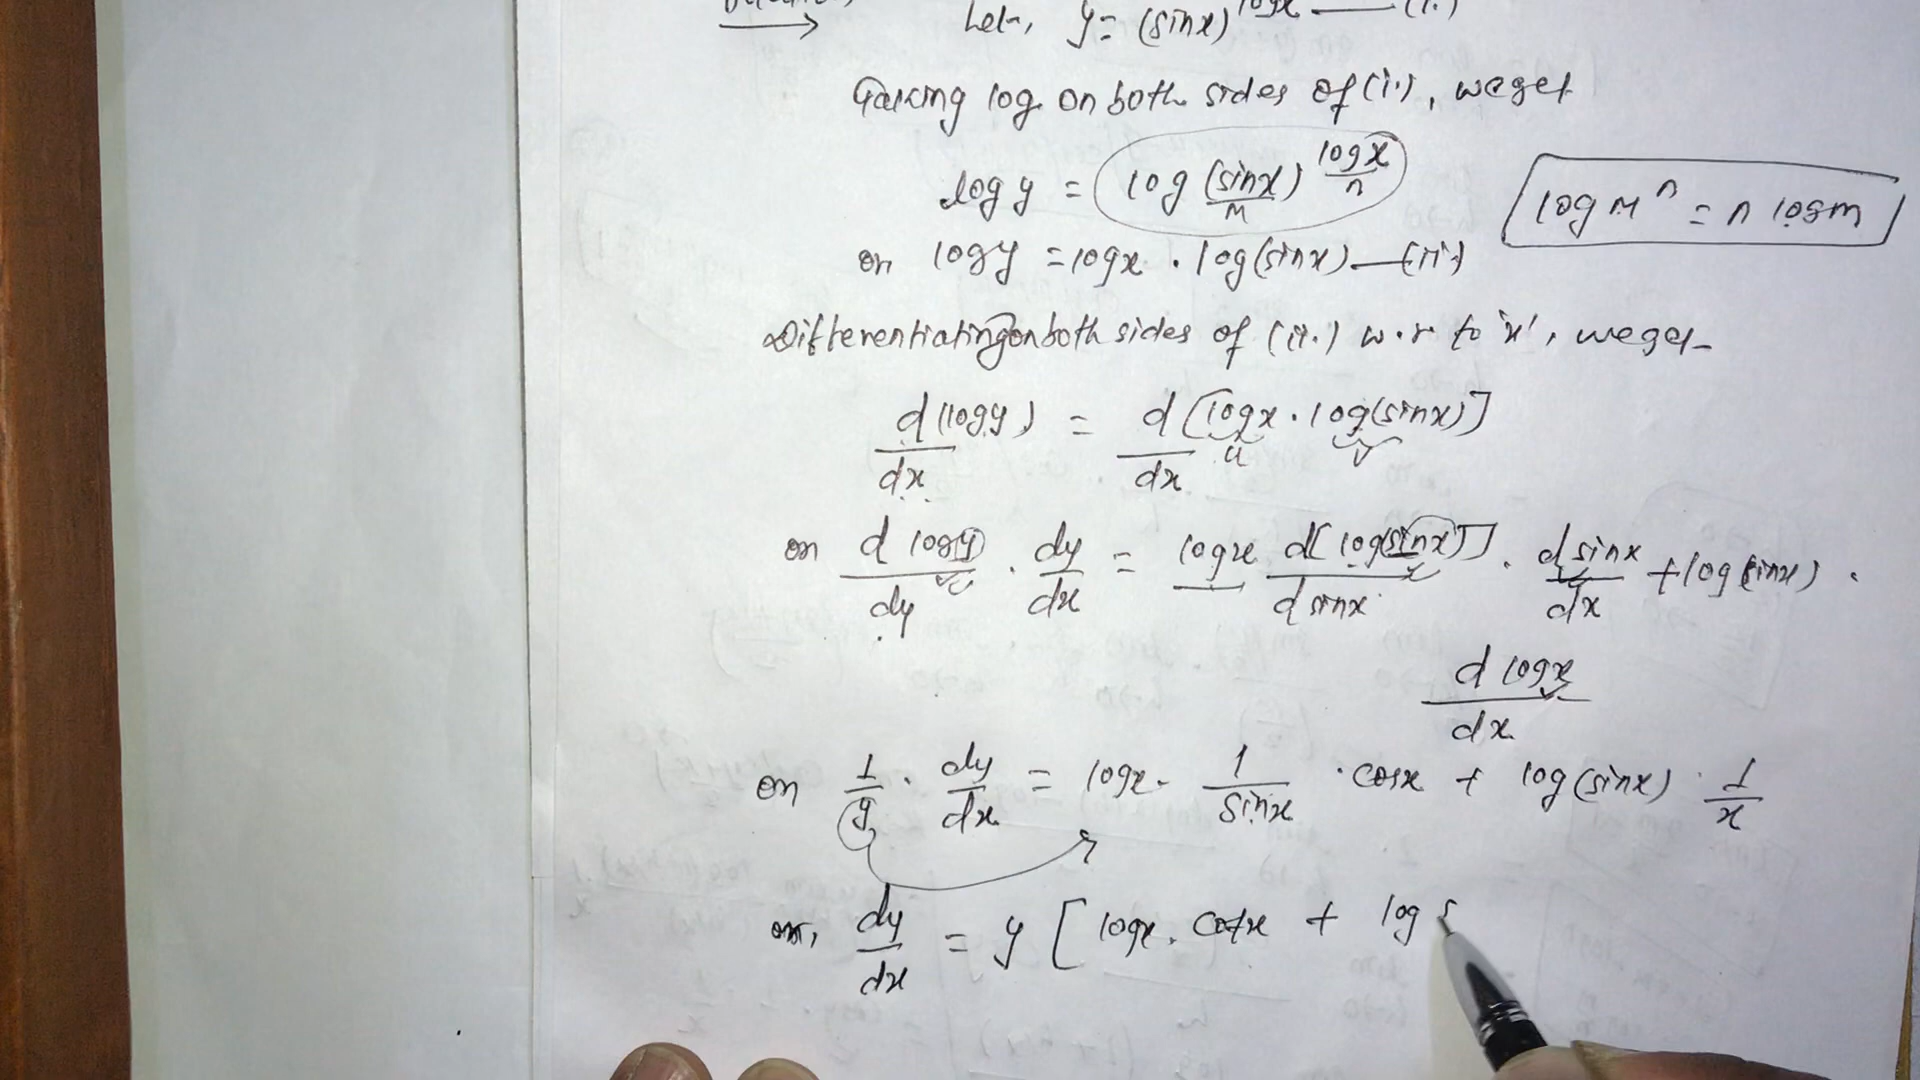 Let, y = (sinx)^logx — (i.)
Taking log on both sides of (i.), we get
log y = log (sinx)^logx
M n
log M^n = n log m
or log y = logx · log(sinx) — (ii.)
Differentiating on both sides of (ii.) w.r to 'x', we get
d/dx (log y) = d/dx [logx · log(sinx)]
u v
or d logy/dy · dy/dx = logx d[log(sinx)]/d sinx · d sinx/dx + log(sinx) ·
d logx/dx
or 1/y · dy/dx = logx · 1/sinx · cosx + log(sinx) · 1/x
or, dy/dx = y [ logx . cotx + log s